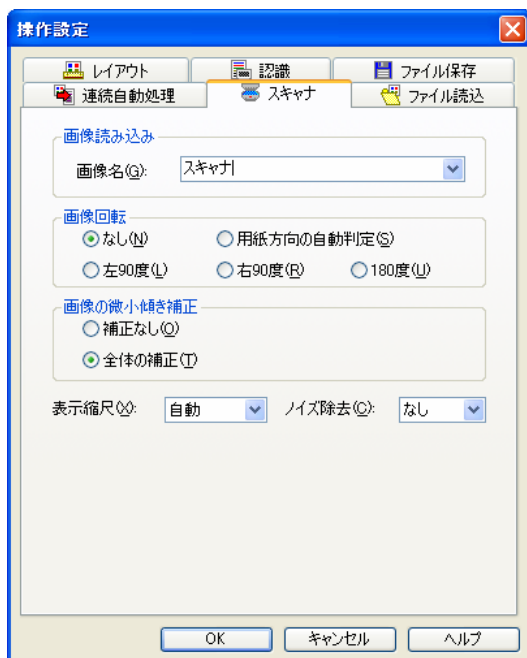 操作設定
レイアウト 認識 ファイル保存
連続自動処理 スキャナ ファイル読込
画像読み込み
画像名(G): スキャナ
画像回転
なし(N) 用紙方向の自動判定(S)
左90度(L) 右90度(R) 180度(U)
画像の微小傾き補正
補正なし(O)
全体の補正(T)
表示縮尺(X): 自動 ノイズ除去(C): なし
OK キャンセル ヘルプ